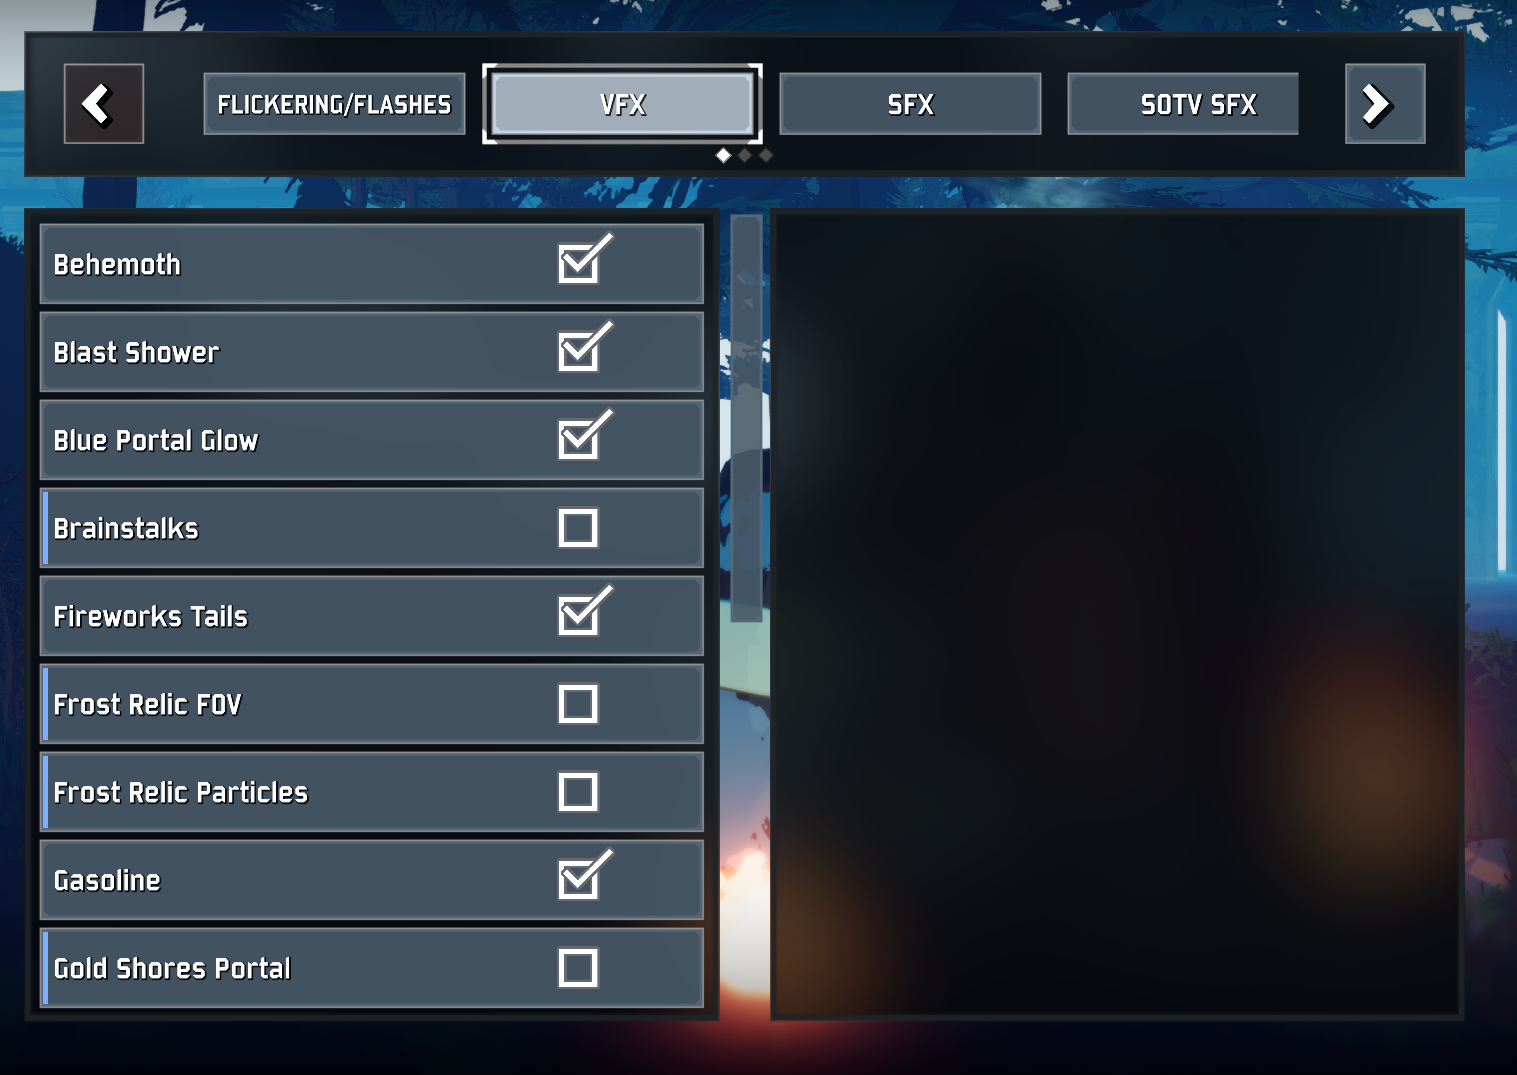 FLICKERING/FLASHES
VFX
SFX
SOTV SFX
Behemoth
Blast Shower
Blue Portal Glow
Brainstalks
Fireworks Tails
Frost Relic FOV
Frost Relic Particles
Gasoline
Gold Shores Portal